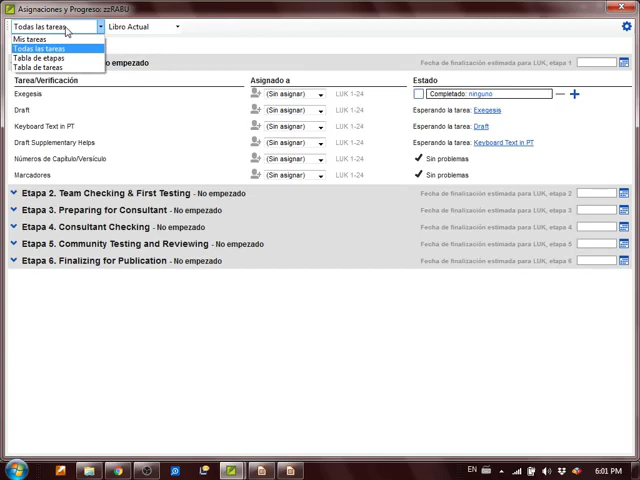 Asignaciones y Progreso: zzRABU
Todas las tareas
Libro Actual
Mis tareas
Todas las tareas
Tabla de etapas
Tabla de tareas
No empezado
Fecha de finalización estimada para LUK, etapa 1
Tarea/Verificación
Asignado a
Estado
Exegesis
(Sin asignar)
LUK 1-24
Completado: ninguno
Draft
(Sin asignar)
LUK 1-24
Esperando la tarea: Exegesis
Keyboard Text in PT
(Sin asignar)
LUK 1-24
Esperando la tarea: Draft
Draft Supplementary Helps
(Sin asignar)
LUK 1-24
Esperando la tarea: Keyboard Text in PT
Números de Capítulo/Versículo
(Sin asignar)
LUK 1-24
Sin problemas
Marcadores
(Sin asignar)
LUK 1-24
Sin problemas
Etapa 2. Team Checking & First Testing - No empezado
Fecha de finalización estimada para LUK, etapa 2
Etapa 3. Preparing for Consultant - No empezado
Fecha de finalización estimada para LUK, etapa 3
Etapa 4. Consultant Checking - No empezado
Fecha de finalización estimada para LUK, etapa 4
Etapa 5. Community Testing and Reviewing - No empezado
Fecha de finalización estimada para LUK, etapa 5
Etapa 6. Finalizing for Publication - No empezado
Fecha de finalización estimada para LUK, etapa 6
EN
6:01 PM